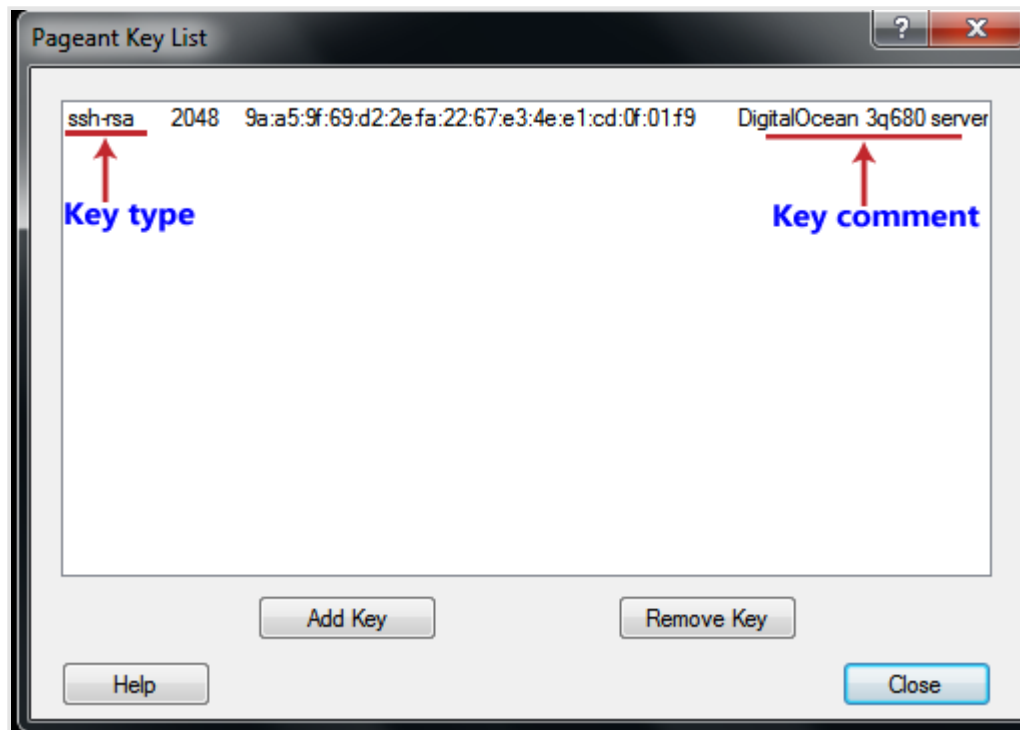 Pageant Key List
ssh-rsa 2048 9a:a5:9f:69:d2:2e:fa:22:67:e3:4e:e1:cd:0f:01:f9 DigitalOcean 3q680 server
Key type Key comment
Add Key Remove Key
Help Close